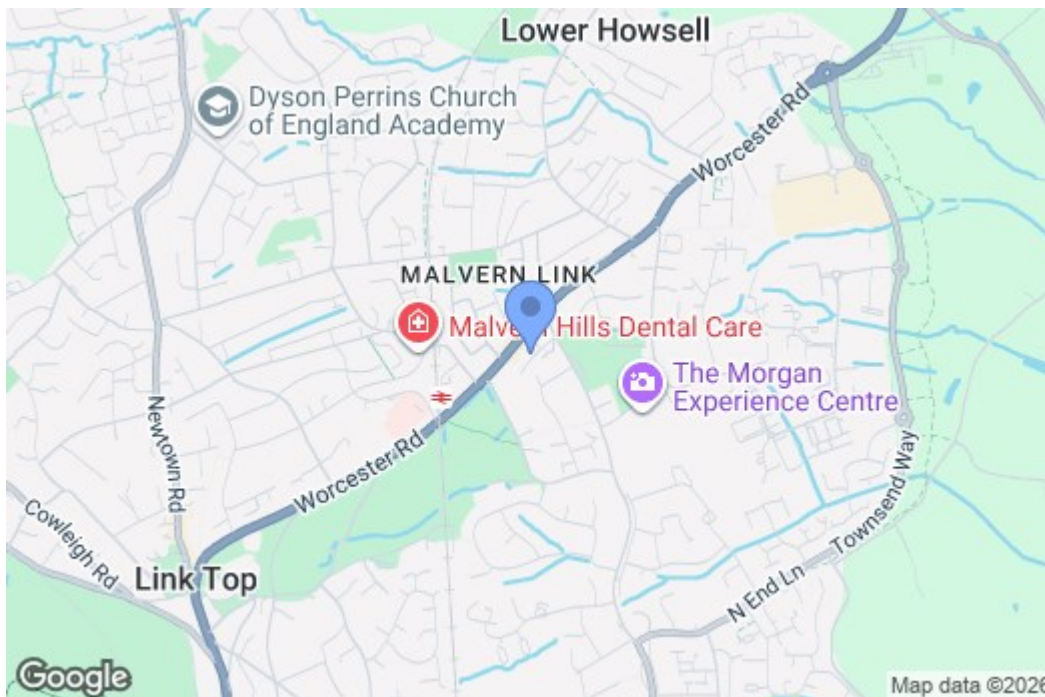 Lower Howsell
Dyson Perrins Church
of England Academy
Worcester Rd
MALVERN LINK
Malvern Hills Dental Care
The Morgan
Experience Centre
Newtown Rd
Worcester Rd
Townsend Way
Cowleigh Rd
Link Top
N End Ln
Google
Map data ©2026